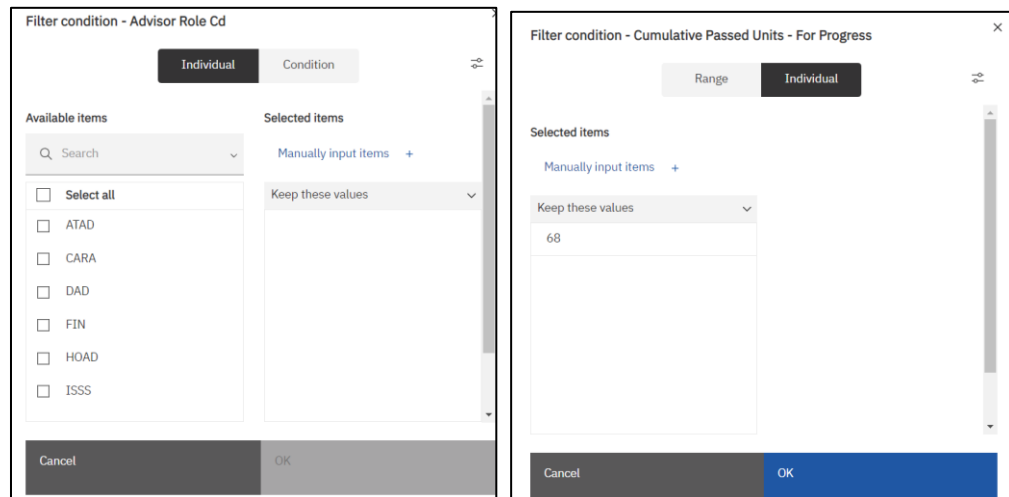 Filter condition - Advisor Role Cd
Individual Condition
Available items Selected items
Search Manually input items +
Select all Keep these values
ATAD
CARA
DAD
FIN
HOAD
ISSS
Cancel OK
Filter condition - Cumulative Passed Units - For Progress
Range Individual
Selected items
Manually input items +
Keep these values
68
Cancel OK